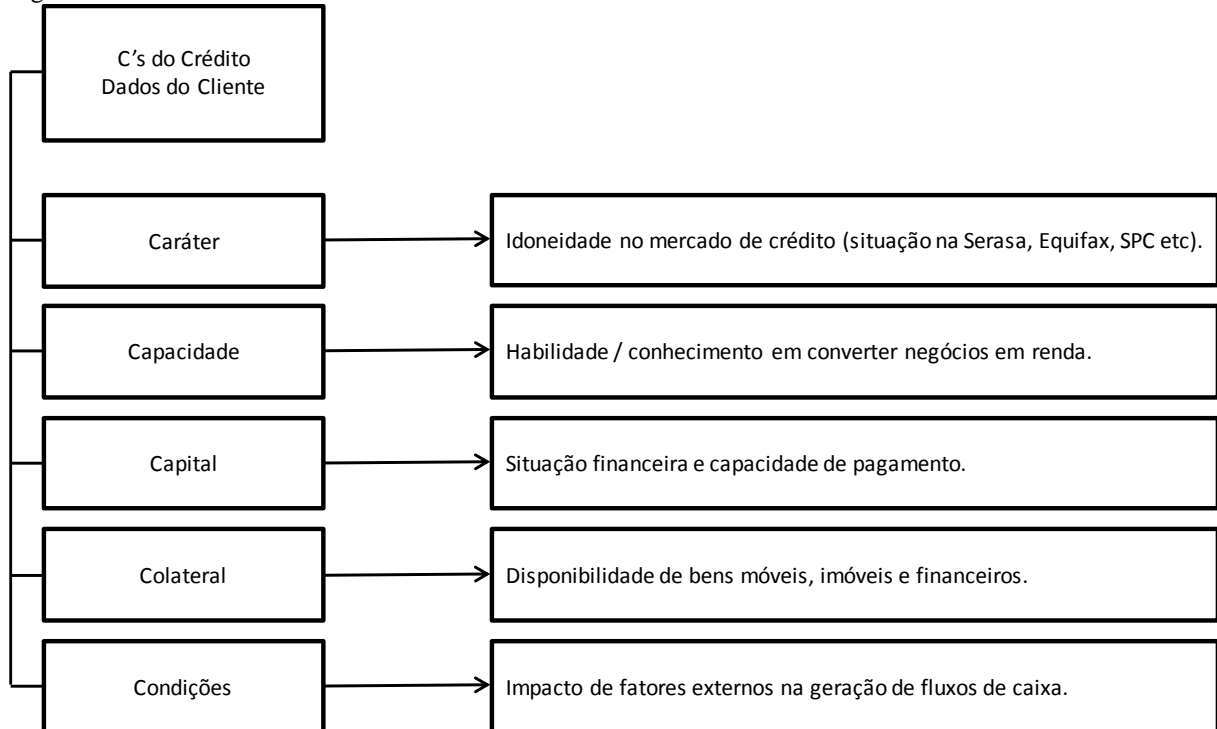 C’s do Crédito
Dados do Cliente
Caráter
Idoneidade no mercado de crédito (situação na Serasa, Equifax, SPC etc).
Capacidade
Habilidade / conhecimento em converter negócios em renda.
Capital
Situação financeira e capacidade de pagamento.
Colateral
Disponibilidade de bens móveis, imóveis e financeiros.
Condições
Impacto de fatores externos na geração de fluxos de caixa.